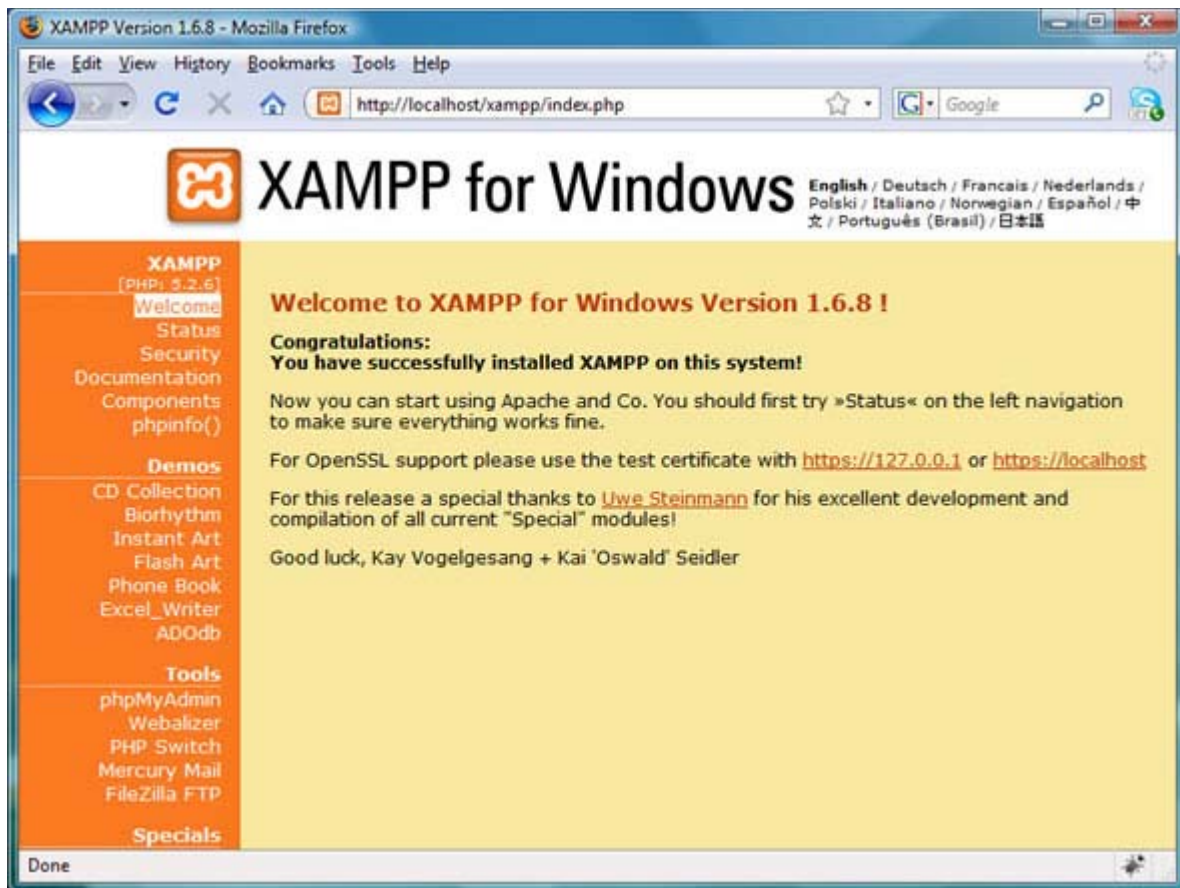 XAMPP Version 1.6.8 - Mozilla Firefox
File Edit View History Bookmarks Tools Help
http://localhost/xampp/index.php
Google
XAMPP for Windows
English / Deutsch / Francais / Nederlands /
Polski / Italiano / Norwegian / Español / 中
文 / Português (Brasil) / 日本語
XAMPP
[PHP: 5.2.6]
Welcome
Status
Security
Documentation
Components
phpinfo()
Demos
CD Collection
Biorhythm
Instant Art
Flash Art
Phone Book
Excel_Writer
ADOdb
Tools
phpMyAdmin
Webalizer
PHP Switch
Mercury Mail
FileZilla FTP
Specials
Welcome to XAMPP for Windows Version 1.6.8 !
Congratulations:
You have successfully installed XAMPP on this system!
Now you can start using Apache and Co. You should first try »Status« on the left navigation
to make sure everything works fine.
For OpenSSL support please use the test certificate with https://127.0.0.1 or https://localhost
For this release a special thanks to Uwe Steinmann for his excellent development and
compilation of all current "Special" modules!
Good luck, Kay Vogelgesang + Kai 'Oswald' Seidler
Done